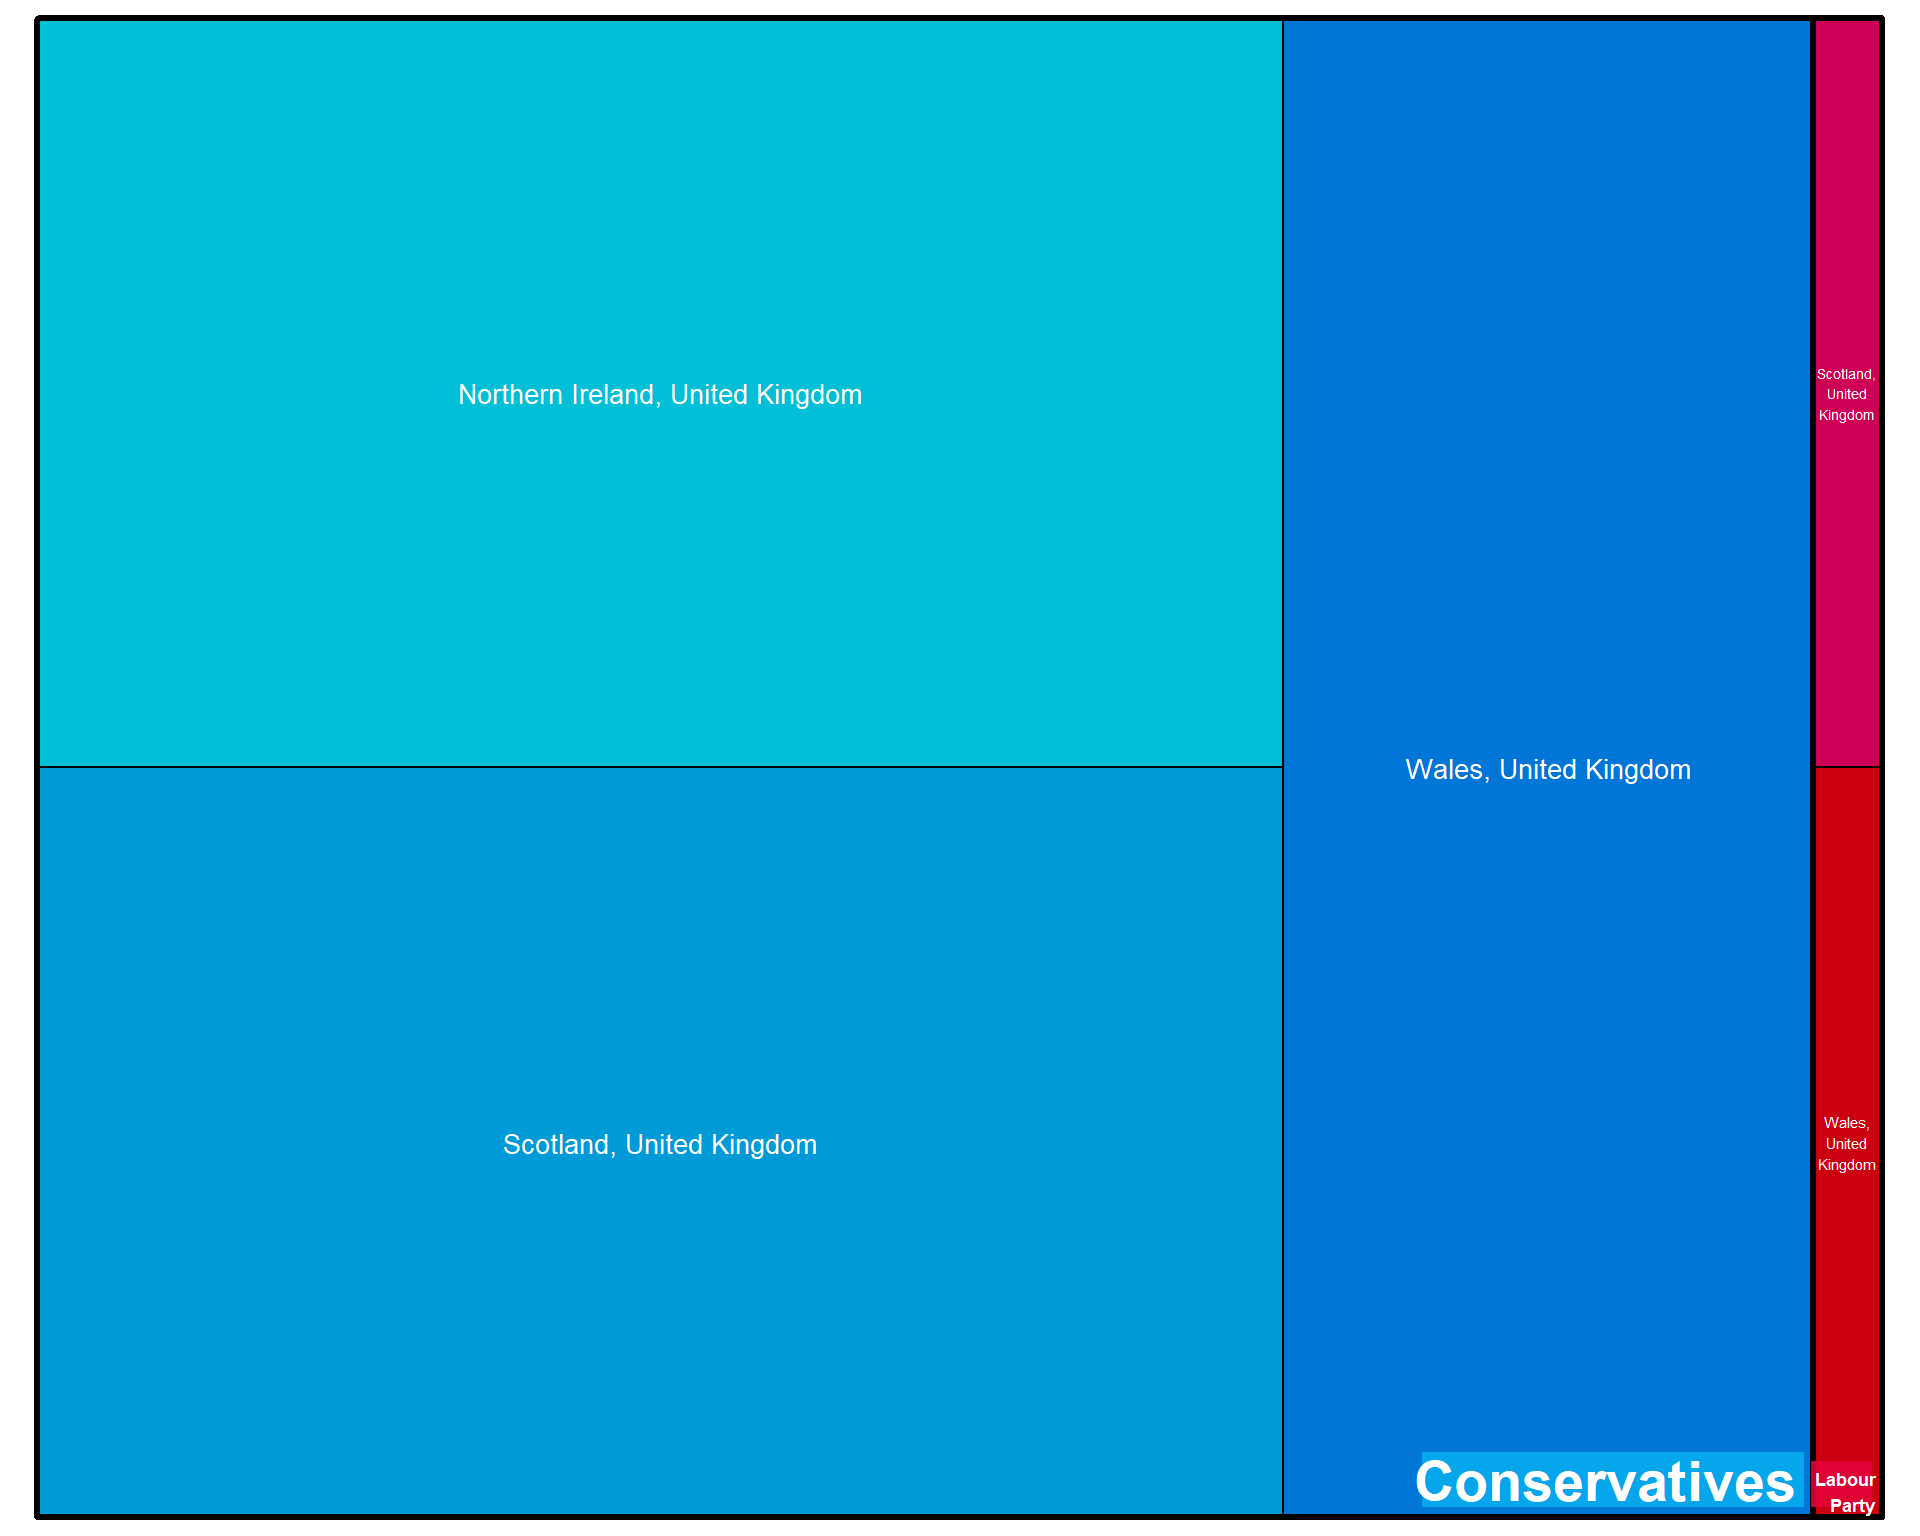 Northern Ireland, United Kingdom
Scotland, United Kingdom
Wales, United Kingdom
Conservatives
Scotland,
United
Kingdom
Wales,
United
Kingdom
Labour
Party